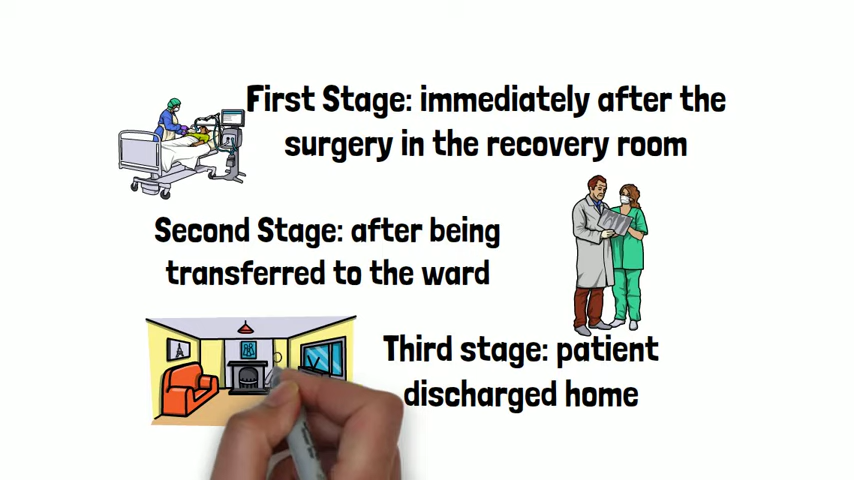 First Stage: immediately after the
surgery in the recovery room
Second Stage: after being
transferred to the ward
Third stage: patient
discharged home